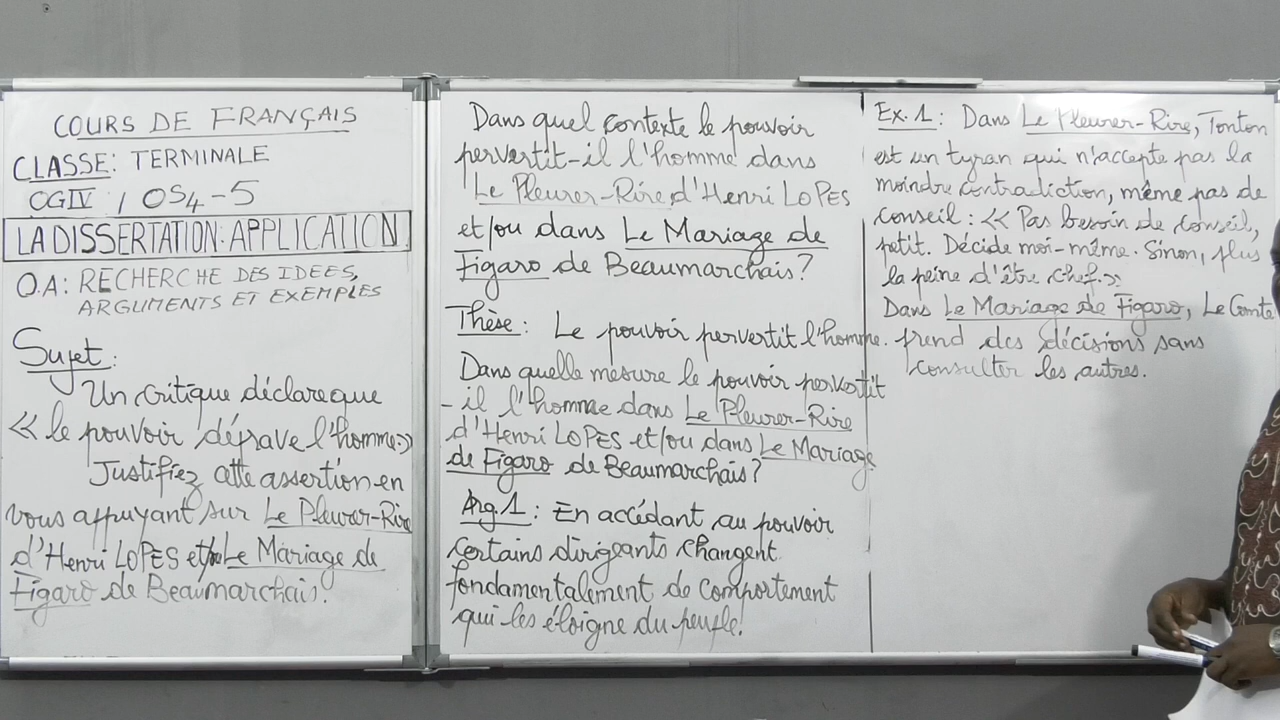 COURS DE FRANÇAIS
CLASSE: TERMINALE
CGIV / OS4-5
LA DISSERTATION: APPLICATION
O.A: RECHERCHE DES IDEES,
ARGUMENTS ET EXEMPLES
Sujet:
Un critique déclare que
<< le pouvoir déprave l'homme>>
Justifiez cette assertion en
vous appuyant sur Le Pleurer-Rire
d'Henri LOPES et/ou Le Mariage de
Figaro de Beaumarchais.
Dans quel contexte le pouvoir
pervertit-il l'homme dans
Le Pleurer-Rire d'Henri LOPES
et/ou dans Le Mariage de
Figaro de Beaumarchais?
Thèse: Le pouvoir pervertit l'homme.
Dans quelle mesure le pouvoir pervertit
-il l'homme dans Le Pleurer-Rire
d'Henri LOPES et/ou dans Le Mariage
de Figaro de Beaumarchais?
Arg.1: En accédant au pouvoir
certains dirigeants changent
fondamentalement de comportement
qui les éloigne du peuple.
Ex.1: Dans Le Pleurer-Rire, Tonton
est un tyran qui n'accepte pas la
moindre contradiction, même pas de
conseil: << Pas besoin de conseil,
petit. Décide moi-même. Sinon, plus
la peine d'être chef.>>
Dans Le Mariage de Figaro, Le Comte
prend des décisions sans
consulter les autres.